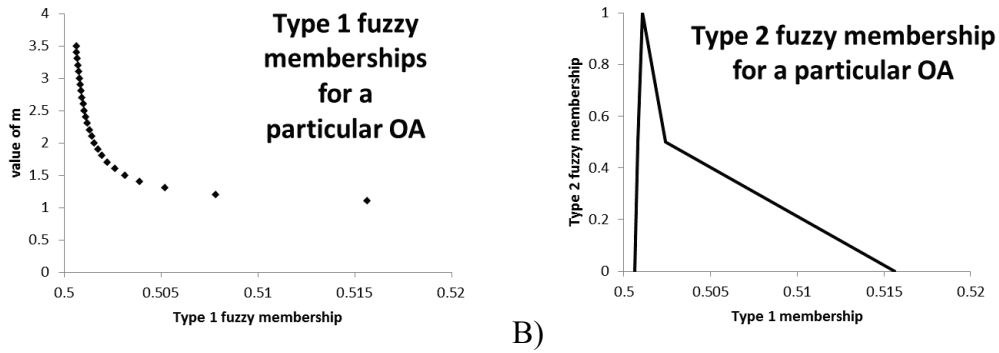 Type 1 fuzzy
memberships
for a
particular OA
value of m
4
3.5
3
2.5
2
1.5
1
0.5
0
0.5
0.505
0.51
0.515
0.52
Type 1 fuzzy membership
B)
Type 2 fuzzy membership
for a particular OA
Type 2 fuzzy membership
1
0.8
0.6
0.4
0.2
0
0.5
0.505
0.51
0.515
0.52
Type 1 membership